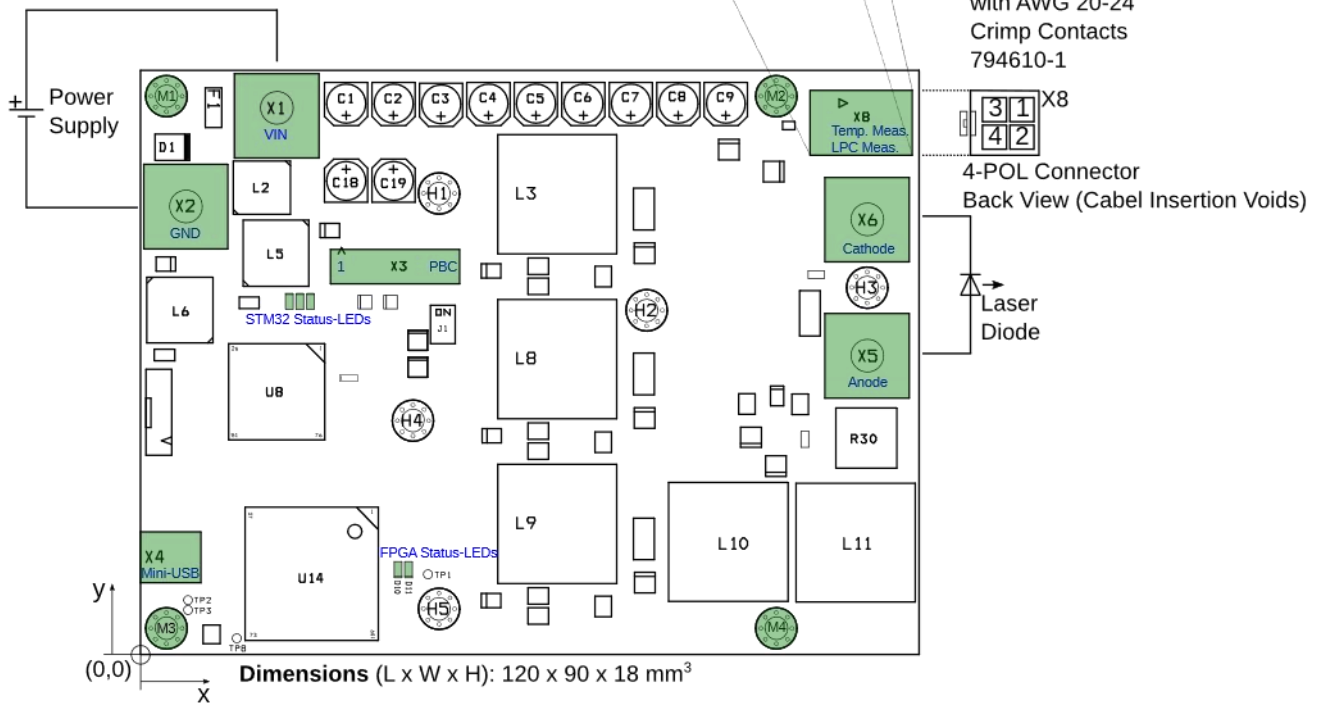 with AWG 20-24
Crimp Contacts
794610-1
M1
F1
X1
VIN
C1
C2
C3
C4
C5
C6
C7
C8
C9
+
+
+
+
+
+
+
+
+
M2
X8
Temp. Meas.
LPC Meas.
3 1
4 2
X8
4-POL Connector
Back View (Cabel Insertion Voids)
+
Power
Supply
D1
X2
GND
L2
+
C18
+
C19
H1
L3
X6
Cathode
L5
1
X3
PBC
H3
Laser
Diode
L6
STM32 Status-LEDs
ON
J1
H2
L8
X5
Anode
U8
H4
R30
L9
L10
L11
X4
Mini-USB
U14
FPGA Status-LEDs
D10
D11
TP1
H5
TP2
TP3
M3
TP8
M4
y
(0,0)
x
Dimensions (L x W x H): 120 x 90 x 18 mm³